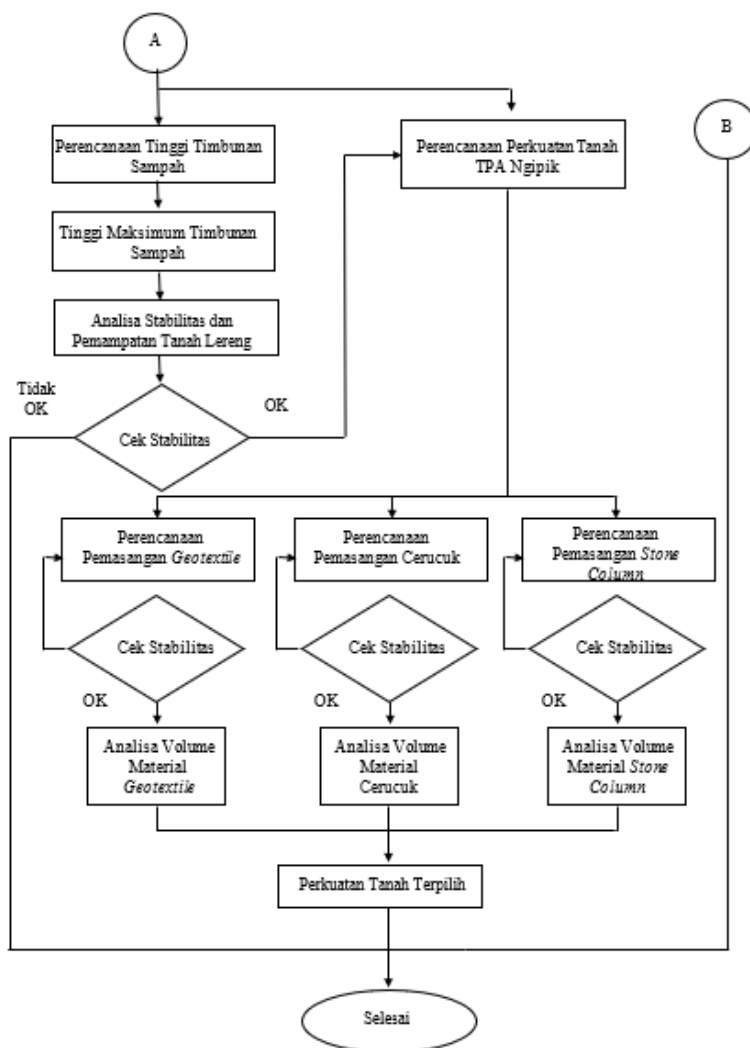 A
B
Perencanaan Tinggi Timbunan
Sampah
Perencanaan Perkuatan Tanah
TPA Ngipik
Tinggi Maksimum Timbunan
Sampah
Analisa Stabilitas dan
Pemampatan Tanah Lereng
Tidak
OK
OK
Cek Stabilitas
Perencanaan
Pemasangan Geotextile
Perencanaan
Pemasangan Cerucuk
Perencanaan
Pemasangan Stone
Column
Cek Stabilitas
Cek Stabilitas
Cek Stabilitas
OK
OK
OK
Analisa Volume
Material
Geotextile
Analisa Volume
Material
Cerucuk
Analisa Volume
Material Stone
Column
Perkuatan Tanah Terpilih
Selesai